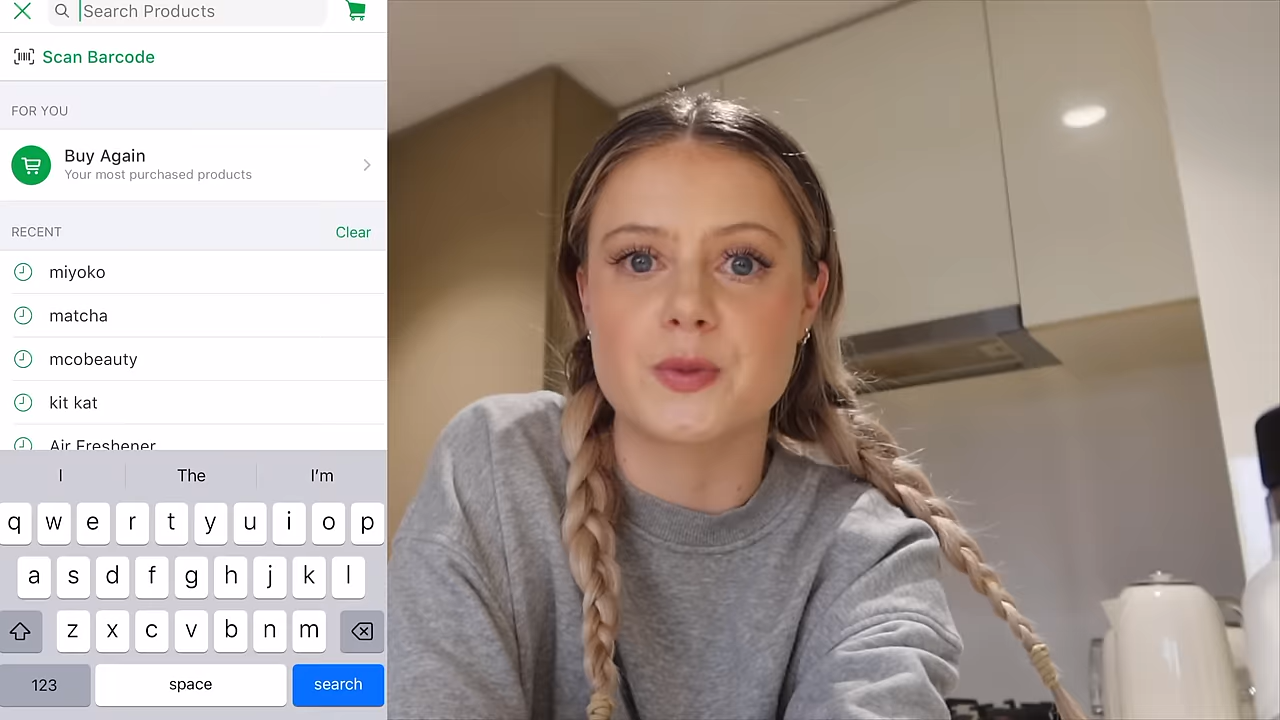 Search Products
Scan Barcode
FOR YOU
Buy Again
Your most purchased products
RECENT
Clear
miyoko
matcha
mcobeauty
kit kat
Air Freshener
I The I'm
q w e r t y u i o p
a s d f g h j k l
z x c v b n m
123 space search